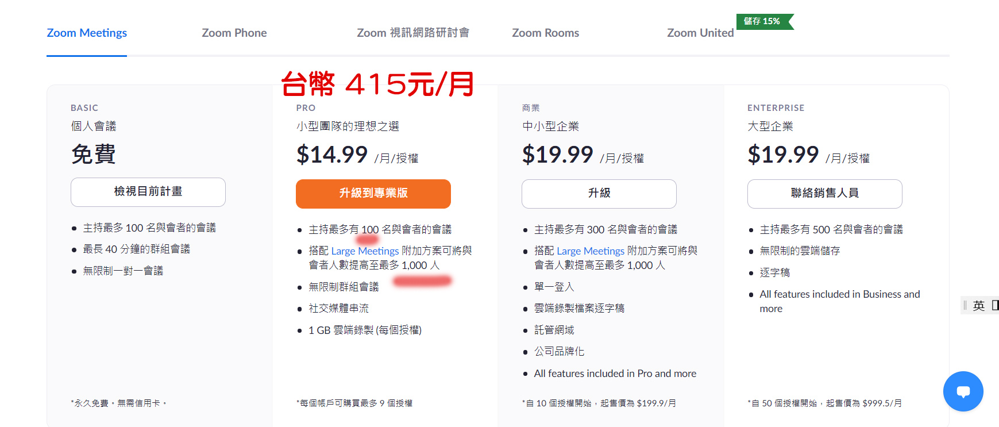 Zoom Meetings
Zoom Phone
Zoom 視訊網路研討會
Zoom Rooms
Zoom United
儲存 15%
台幣 415元/月
BASIC
個人會議
免費
檢視目前計畫
主持最多 100 名與會者的會議
最長 40 分鐘的群組會議
無限制一對一會議
*永久免費。無需信用卡。
PRO
小型團隊的理想之選
$14.99 /月/授權
升級到專業版
主持最多有 100 名與會者的會議
搭配 Large Meetings 附加方案可將與
會者人數提高至最多 1,000 人
無限制群組會議
社交媒體串流
1 GB 雲端錄製 (每個授權)
*每個帳戶可購買最多 9 個授權
商業
中小型企業
$19.99 /月/授權
升級
主持最多有 300 名與會者的會議
搭配 Large Meetings 附加方案可將與
會者人數提高至最多 1,000 人
單一登入
雲端錄製檔案逐字稿
託管網域
公司品牌化
All features included in Pro and more
*自 10 個授權開始，起售價為 $199.9/月
ENTERPRISE
大型企業
$19.99 /月/授權
聯絡銷售人員
主持最多有 500 名與會者的會議
無限制的雲端儲存
逐字稿
All features included in Business and
more
*自 50 個授權開始，起售價為 $999.5/月
英